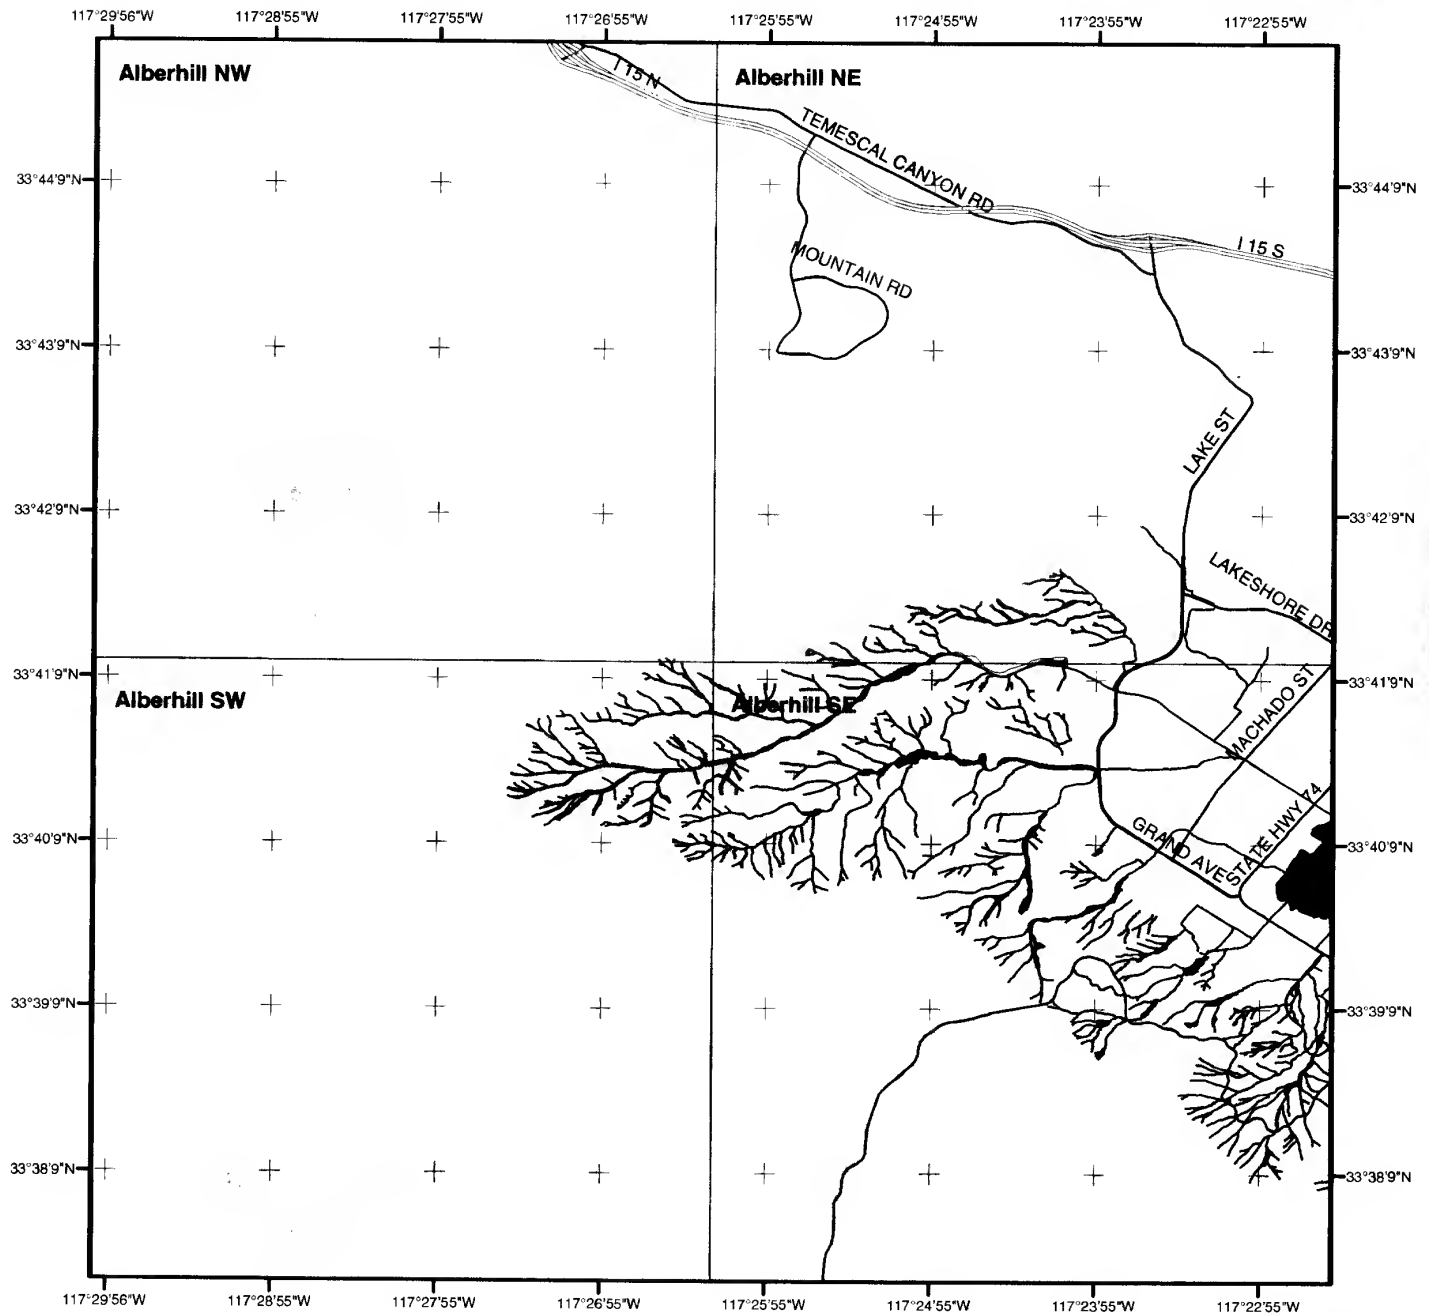 117°29'56"W 117°28'55"W 117°27'55"W 117°26'55"W 117°25'55"W 117°24'55"W 117°23'55"W 117°22'55"W
Alberhill NW
I 15 N
Alberhill NE
TEMESCAL CANYON RD
33°44'9"N
33°44'9"N
I 15 S
MOUNTAIN RD
33°43'9"N
33°43'9"N
LAKE ST
33°42'9"N
33°42'9"N
LAKESHORE DR
33°41'9"N
33°41'9"N
Alberhill SW
Alberhill SE
MACHADO ST
STATE HWY 74
GRAND AVE
33°40'9"N
33°40'9"N
33°39'9"N
33°39'9"N
33°38'9"N
33°38'9"N
117°29'56"W 117°28'55"W 117°27'55"W 117°26'55"W 117°25'55"W 117°24'55"W 117°23'55"W 117°22'55"W